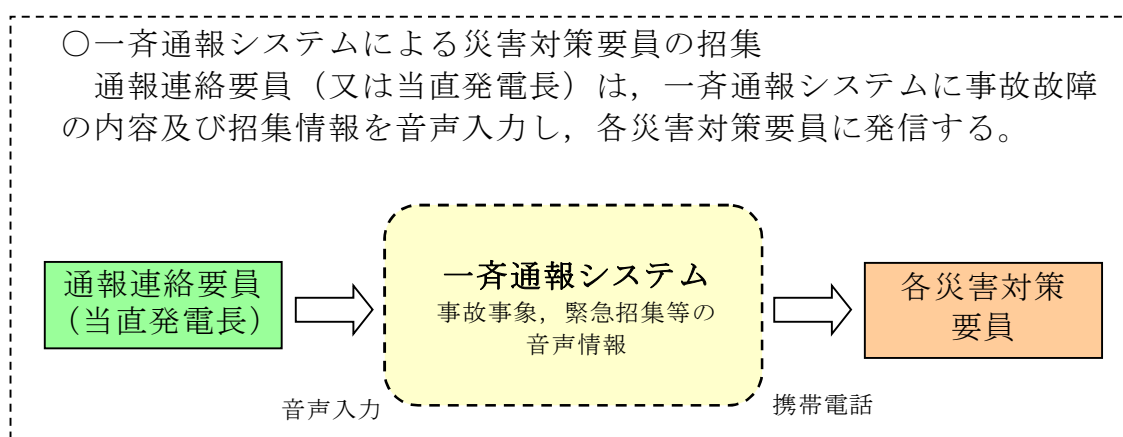 ○一斉通報システムによる災害対策要員の招集
通報連絡要員（又は当直発電長）は，一斉通報システムに事故故障
の内容及び招集情報を音声入力し，各災害対策要員に発信する。
通報連絡要員
（当直発電長）
一斉通報システム
事故事象，緊急招集等の
音声情報
各災害対策
要員
音声入力
携帯電話